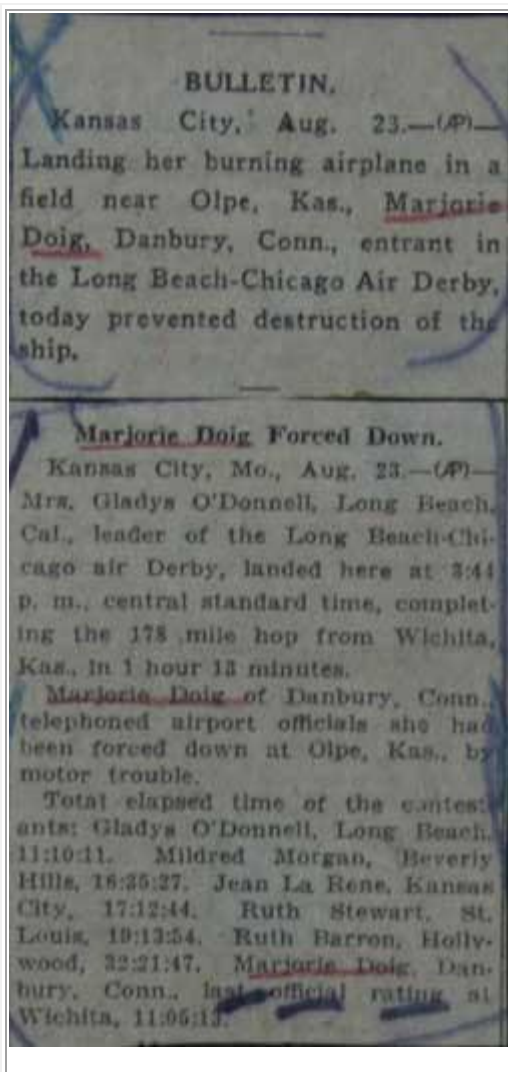 BULLETIN.
Kansas City, Aug. 23.—(AP)—
Landing her burning airplane in a
field near Olpe, Kas., Marjorie
Doig, Danbury, Conn., entrant in
the Long Beach-Chicago Air Derby,
today prevented destruction of the
ship.
Marjorie Doig Forced Down.
Kansas City, Mo., Aug. 23.—(AP)—
Mrs. Gladys O'Donnell, Long Beach,
Cal., leader of the Long Beach-Chi-
cago air Derby, landed here at 3:44
p. m., central standard time, complet-
ing the 178 mile hop from Wichita,
Kas., in 1 hour 13 minutes.
Marjorie Doig of Danbury, Conn.,
telephoned airport officials she had
been forced down at Olpe, Kas., by
motor trouble.
Total elapsed time of the contest-
ants: Gladys O'Donnell, Long Beach,
11:10:11. Mildred Morgan, Beverly
Hills, 16:35:27. Jean La Rene, Kansas
City, 17:12:44. Ruth Stewart, St.
Louis, 19:13:54. Ruth Barron, Holly-
wood, 32:21:47. Marjorie Doig, Dan-
bury, Conn., last official rating at
Wichita, 11:05:13.